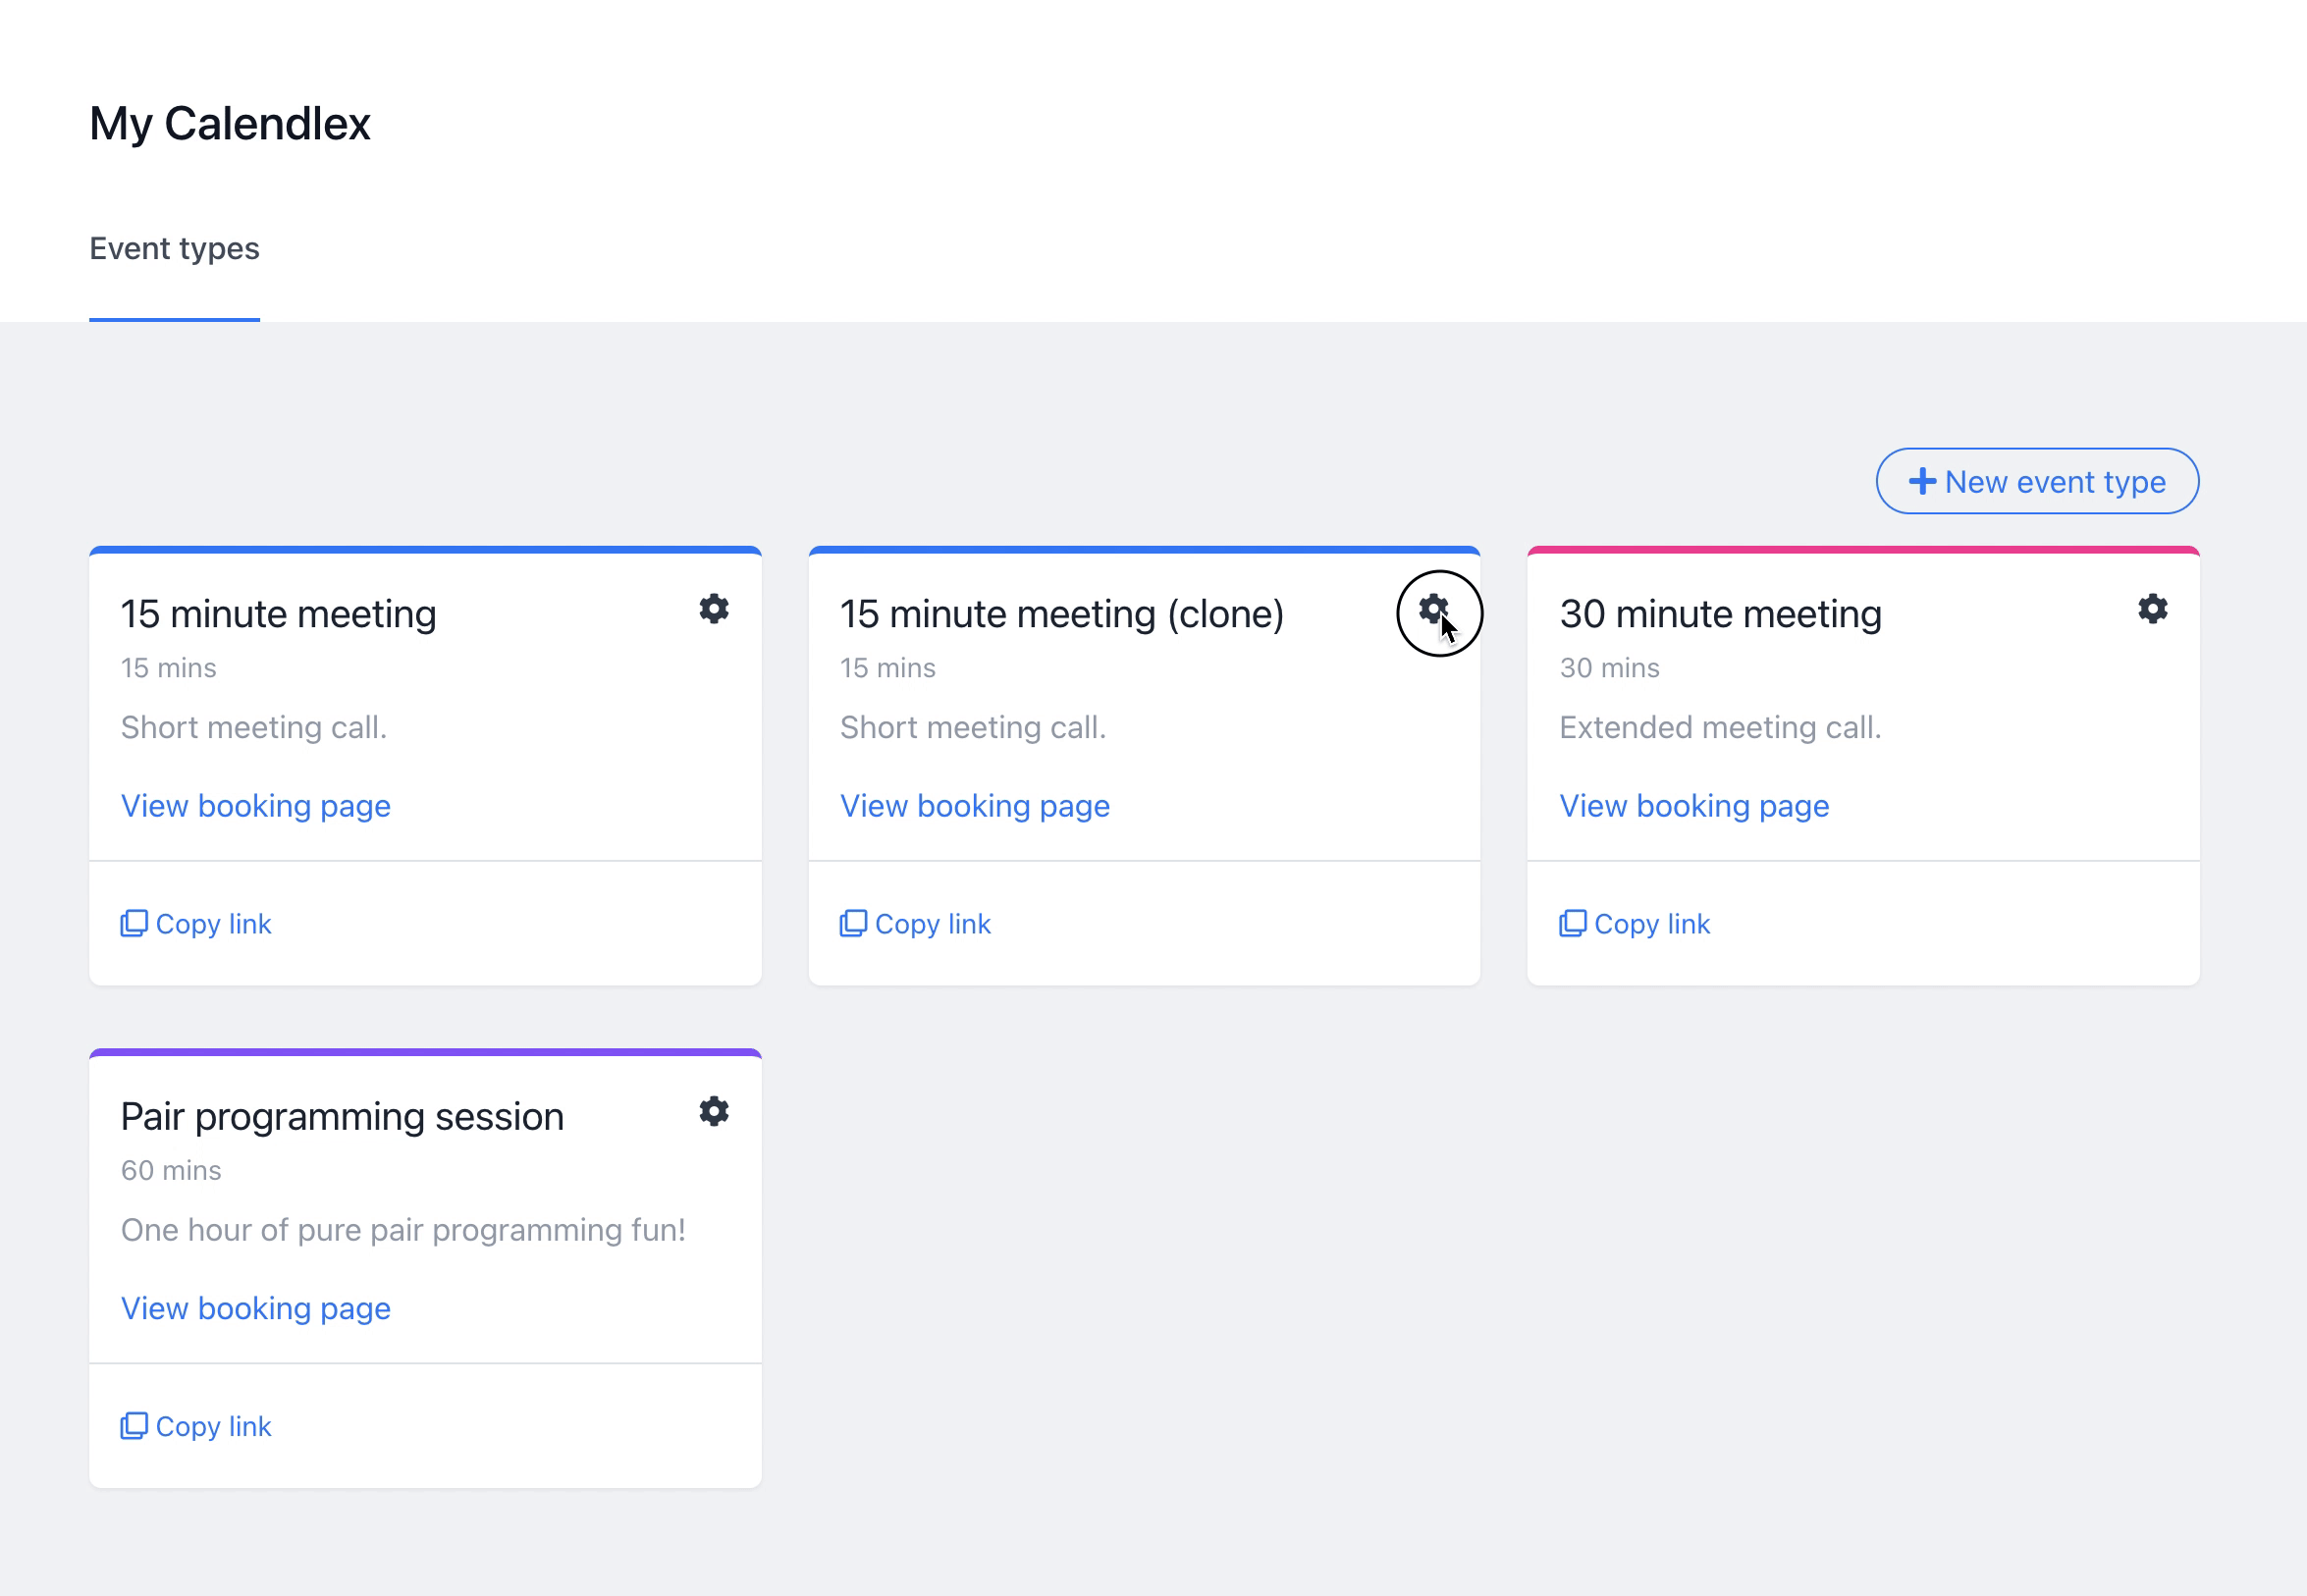 My Calendlex
Event types
New event type
15 minute meeting
15 mins
Short meeting call.
View booking page
Copy link
15 minute meeting (clone)
15 mins
Short meeting call.
View booking page
Copy link
30 minute meeting
30 mins
Extended meeting call.
View booking page
Copy link
Pair programming session
60 mins
One hour of pure pair programming fun!
View booking page
Copy link